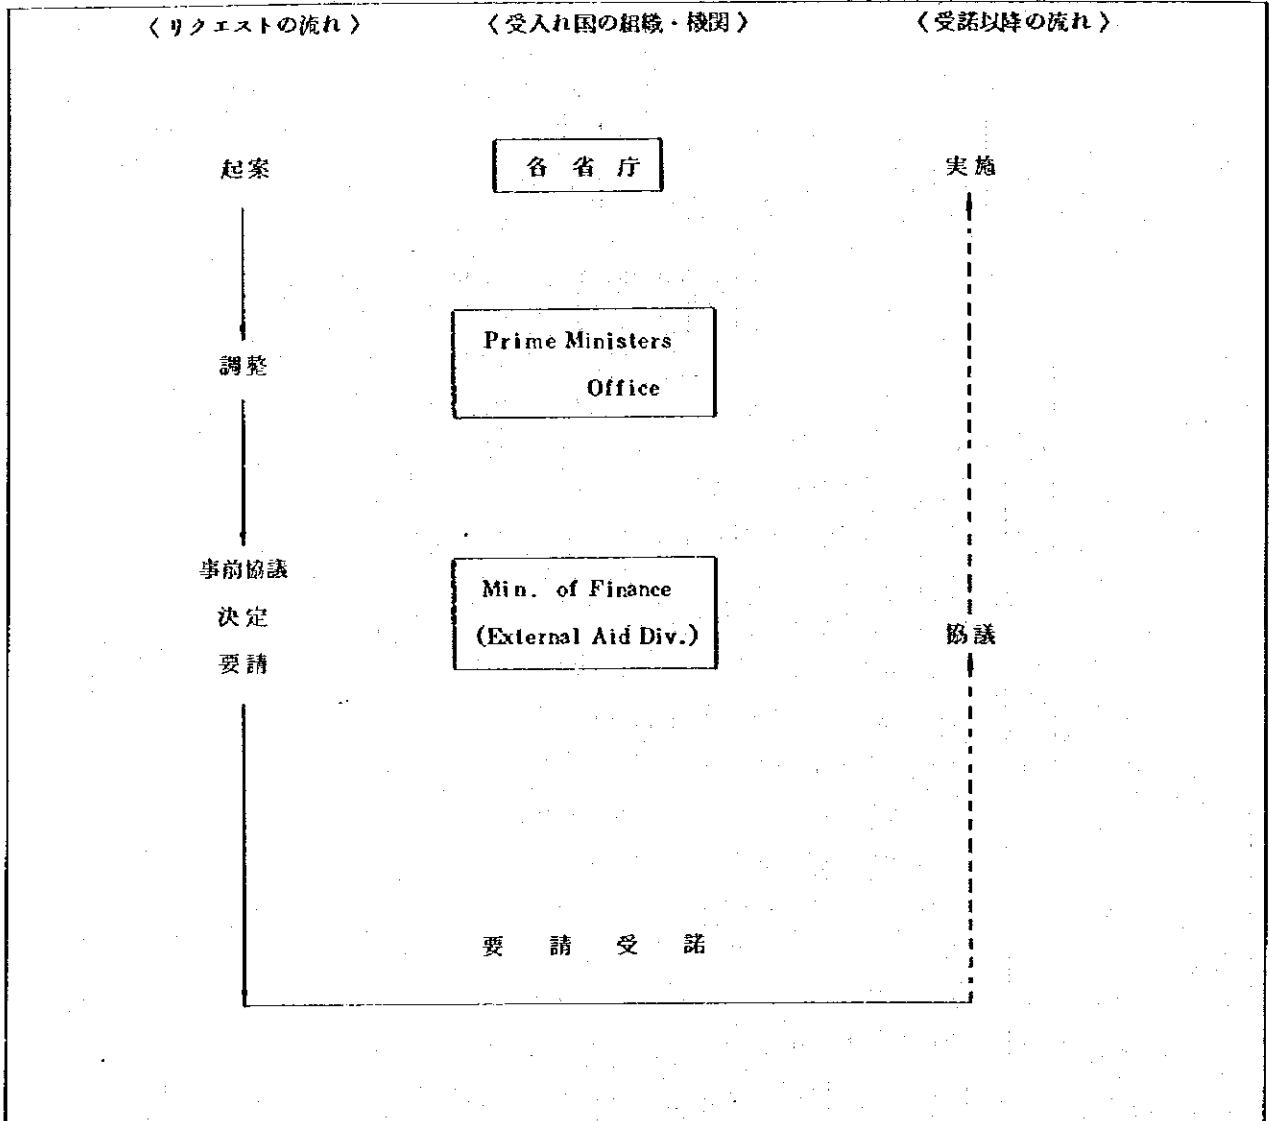 〈リクエストの流れ〉
〈受入れ国の組織・機関〉
〈受諾以降の流れ〉
起案
各省庁
実施
Prime Ministers
Office
調整
事前協議
決定
要請
Min. of Finance
(External Aid Div.)
協議
要請受諾